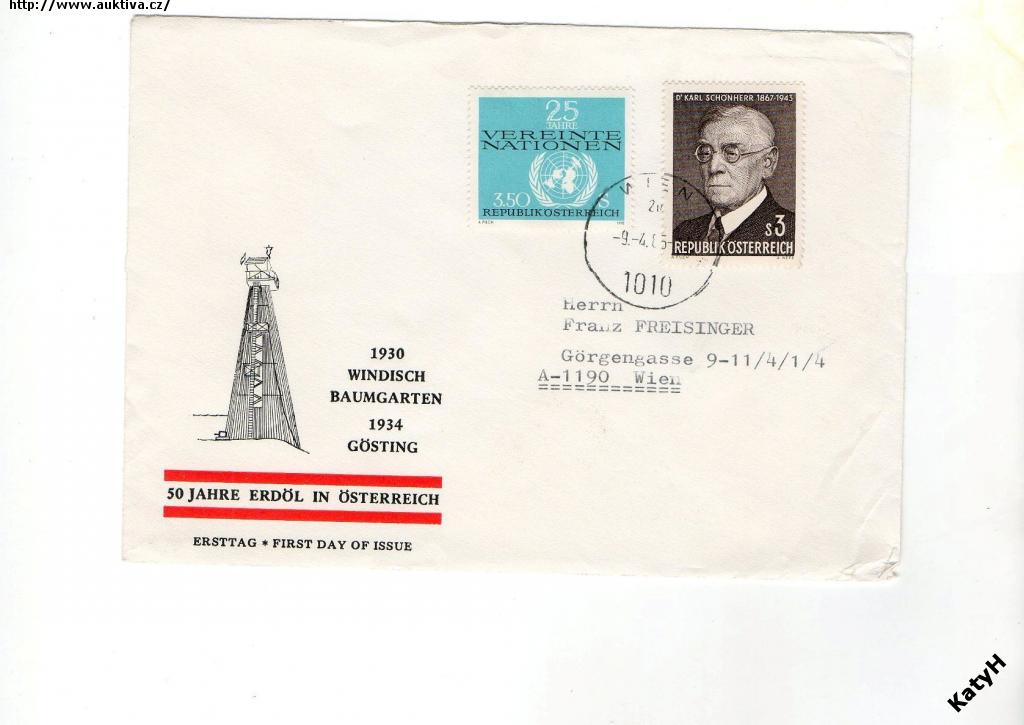 http://www.auktiva.cz/
25
JAHRE
VEREINTE
NATIONEN
3.50 S
REPUBLIK ÖSTERREICH
DR KARL SCHÖNHERR 1867-1943
S3
REPUBLIK ÖSTERREICH
WIEN
1010
Herrn
Franz FREISINGER
Görgengasse 9-11/4/1/4
A-1190 Wien
1930
WINDISCH
BAUMGARTEN
1934
GÖSTING
50 JAHRE ERDÖL IN ÖSTERREICH
ERSTTAG * FIRST DAY OF ISSUE
KatyH